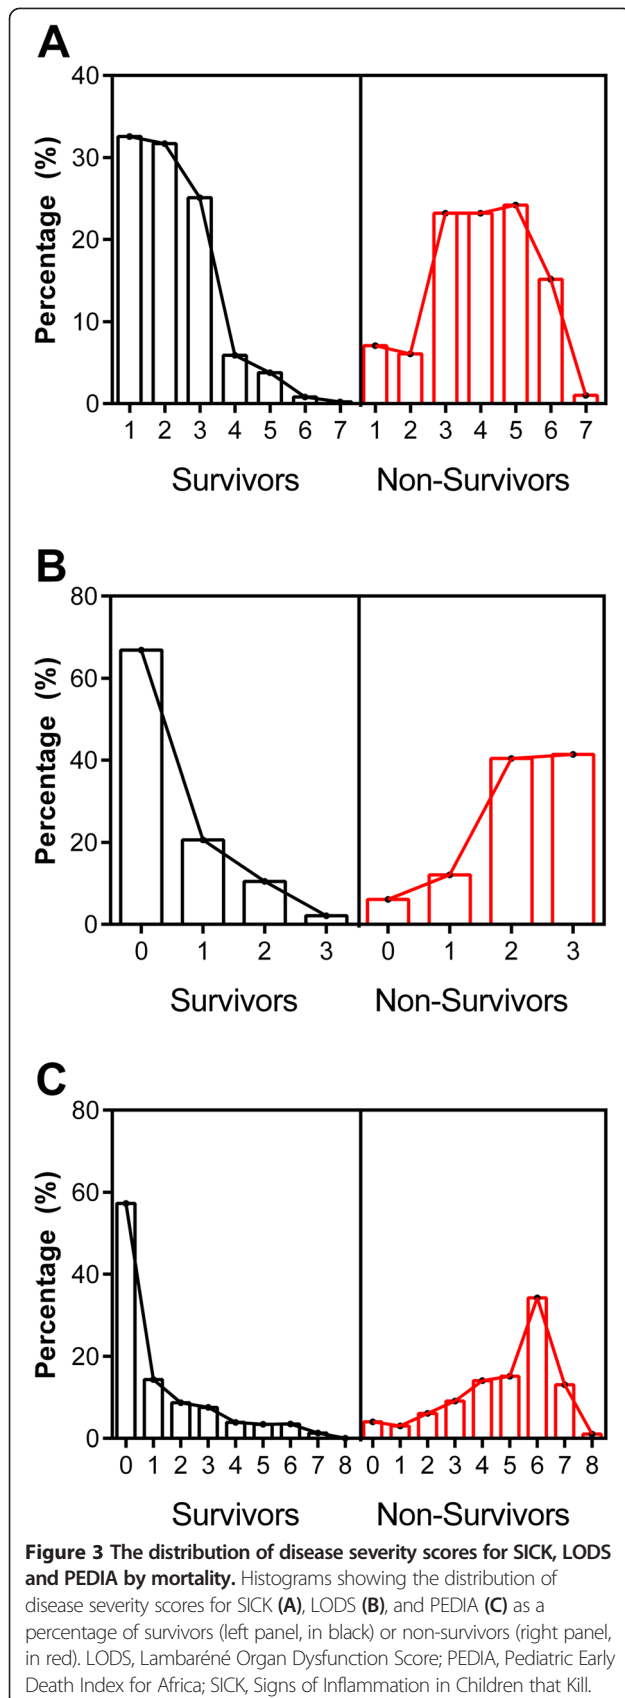 A
Percentage (%)
40
30
20
10
0
1 2 3 4 5 6 7 1 2 3 4 5 6 7
Survivors Non-Survivors
B
Percentage (%)
80
60
40
20
0
0 1 2 3 0 1 2 3
Survivors Non-Survivors
C
Percentage (%)
80
60
40
20
0
0 1 2 3 4 5 6 7 8 0 1 2 3 4 5 6 7 8
Survivors Non-Survivors
Figure 3 The distribution of disease severity scores for SICK, LODS
and PEDIA by mortality. Histograms showing the distribution of
disease severity scores for SICK (A), LODS (B), and PEDIA (C) as a
percentage of survivors (left panel, in black) or non-survivors (right panel,
in red). LODS, Lambaréné Organ Dysfunction Score; PEDIA, Pediatric Early
Death Index for Africa; SICK, Signs of Inflammation in Children that Kill.